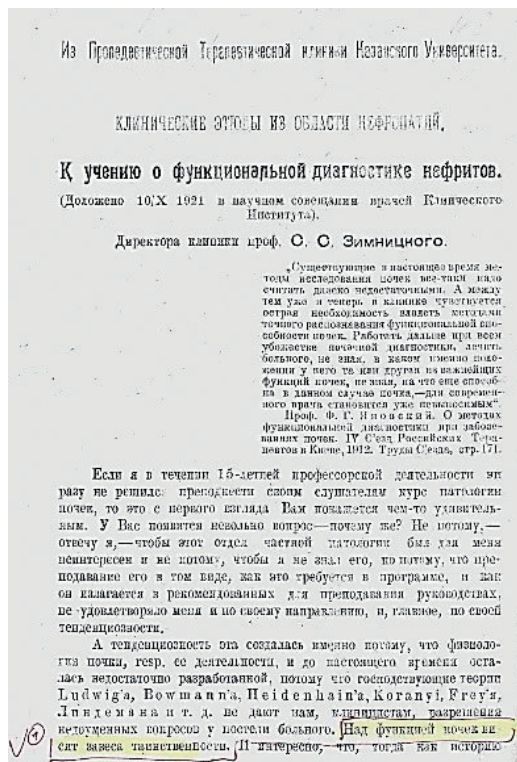 Из Пропедевтической Терапевтической клиники Казанского Университета.
КЛИНИЧЕСКИЕ ЭТЮДЫ ИЗ ОБЛАСТИ НЕФРОПАТИЙ.
К учению о функциональной диагностике нефритов.
(Доложено 10/X 1921 в научном совещании врачей Клинического
Института).
Директора клиники проф. С. С. Зимницкого.
„Существующие в настоящее время ме-
тоды исследования почек все-таки надо
считать далеко недостаточными. А между
тем уже и теперь в клинике чувствуется
острая необходимость владеть методами
точного распознавания функциональной спо-
собности почек. Работать дальше при всем
убожестве почечной диагностики, лечить
больного, не зная, в каком именно поло-
жении у него та или другая из важнейших
функций почек, не зная, на что еще способ-
на в данном случае почка,—для современ-
ного врача становится уже невыносимым“.
Проф. Ф. Г. Яновский. О методах
функциональной диагностики при заболе-
ваниях почек. IV Съезд Российских Тера-
певтов в Киеве, 1912. Труды Съезда, стр. 171.
Если я в течении 15-летней профессорской деятельности ни
разу не решился преподнести своим слушателям курс патологии
почек, то это с первого взгляда Вам покажется чем-то удивитель-
ным. У Вас появится невольно вопрос—почему же? Не потому,—
отвечу я,—чтобы этот отдел частной патологии был для меня
неинтересен и не потому, чтобы я не знал его, но потому, что пре-
подавание его в том виде, как это требуется в программе, и как
он излагается в рекомендованных для преподавания руководствах,
не удовлетворяло меня и по своему направлению, и, главное, по своей
тенденциозности.
А тенденциозность эта создалась именно потому, что физиоло-
гия почки, resp. ее деятельности, и до настоящего времени оста-
лась недостаточно разработанной, потому что господствующие теории
Ludwig'a, Bowmann'a, Heidenhain'a, Koranyi, Frey'я,
Линдемана и т. д. не дают нам, клиницистам, разрешения
недоуменных вопросов у постели больного. Над функцией почек ви-
1 сят завеса таинственности. И интересно, что, тогда как историю